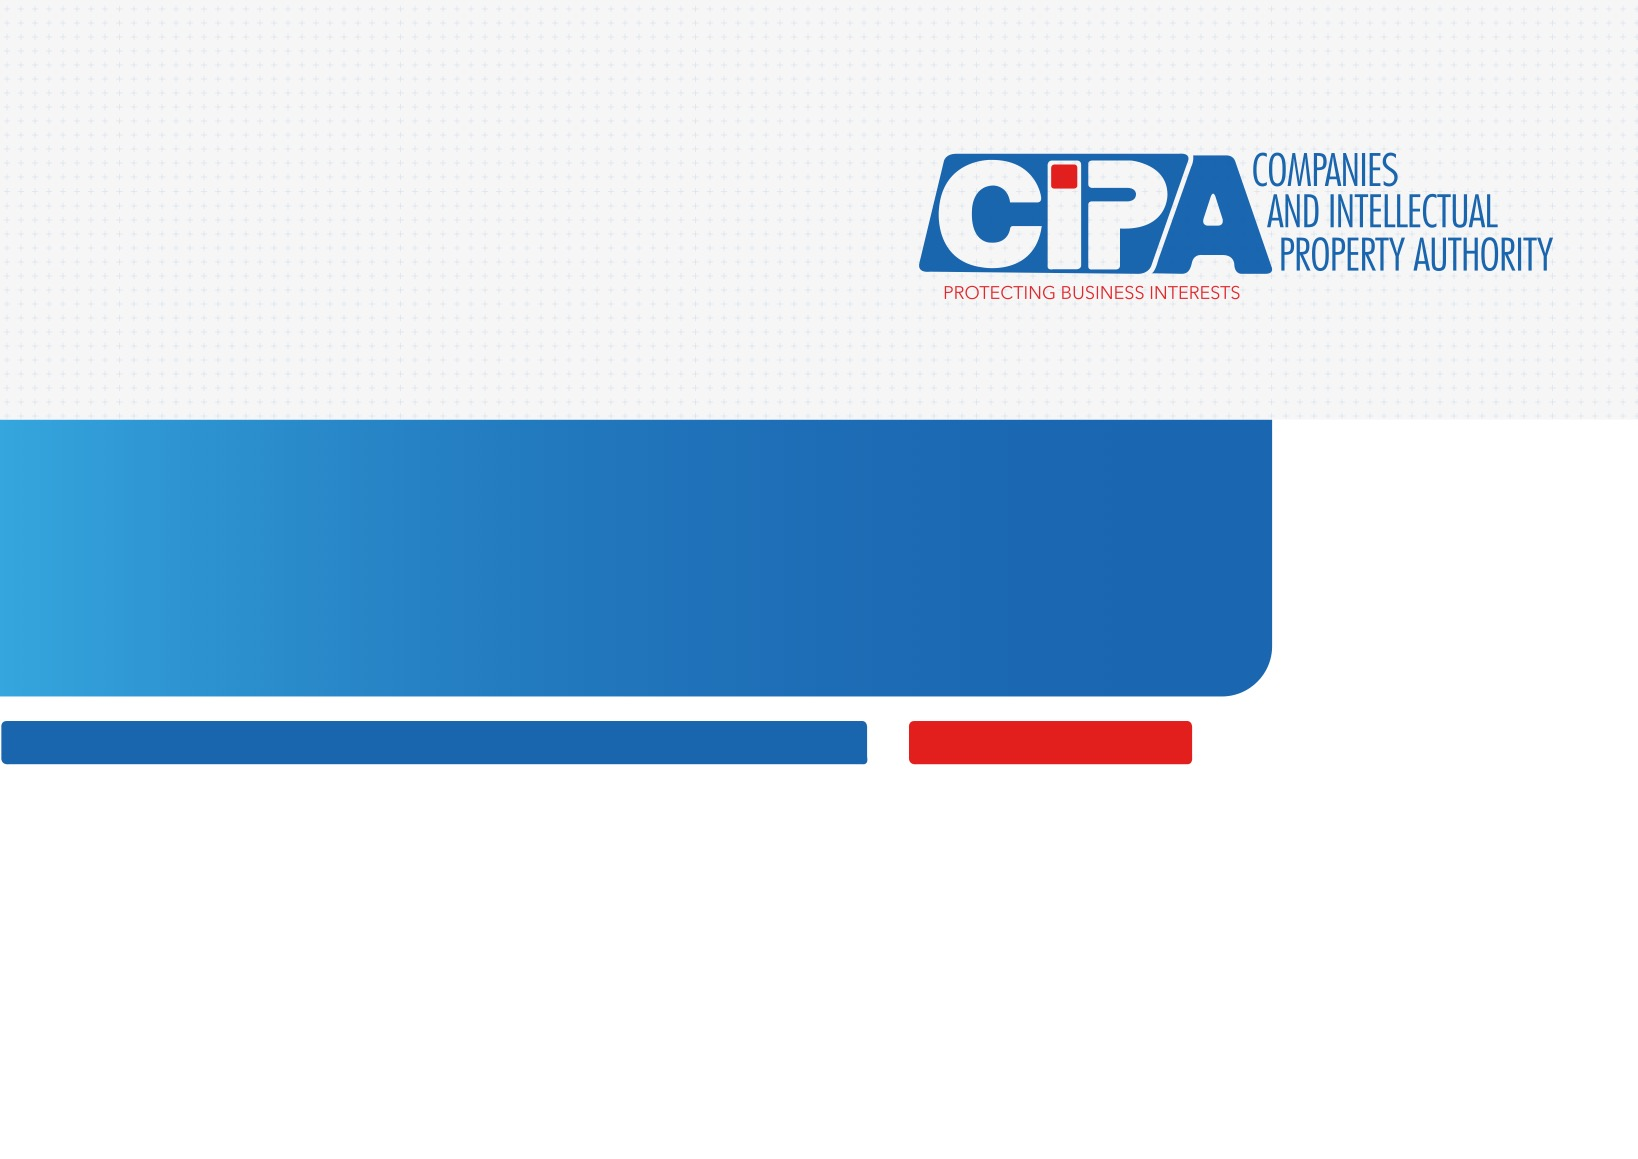 CiPA
COMPANIES
AND INTELLECTUAL
PROPERTY AUTHORITY
PROTECTING BUSINESS INTERESTS